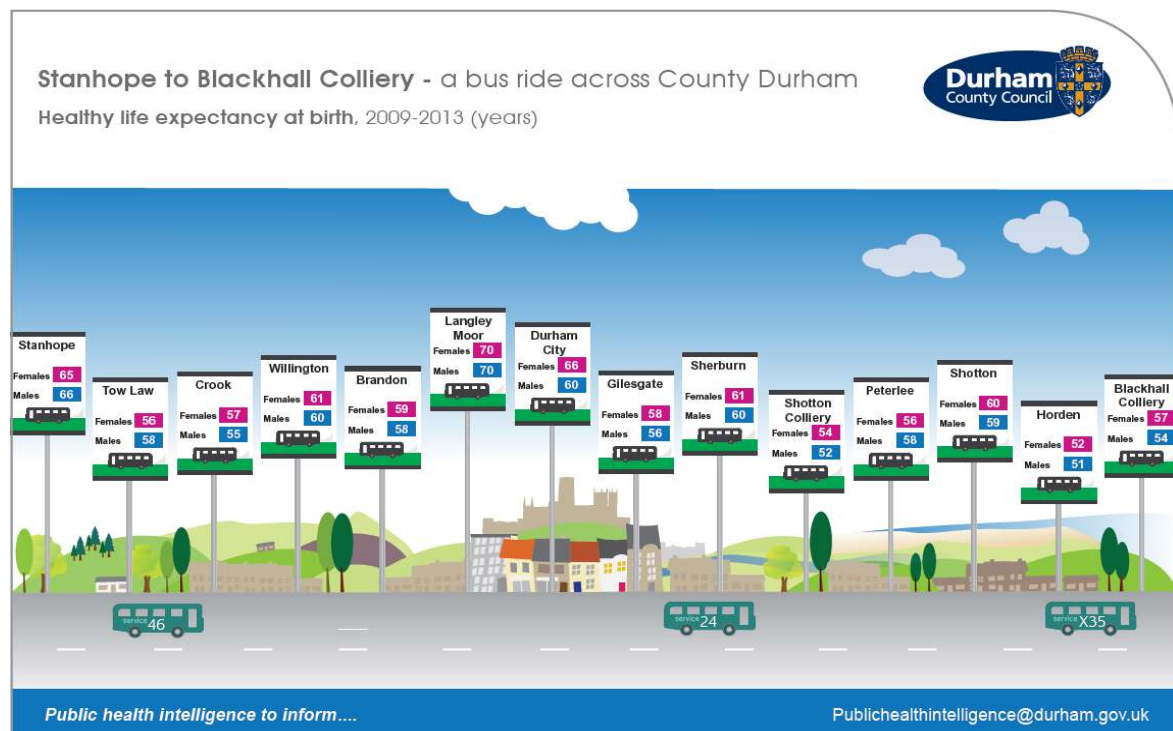 Stanhope to Blackhall Colliery - a bus ride across County Durham
Healthy life expectancy at birth, 2009-2013 (years)
Durham
County Council
Stanhope
Females 65
Males 66
Tow Law
Females 56
Males 58
Crook
Females 57
Males 55
Willington
Females 61
Males 60
Brandon
Females 59
Males 58
Langley
Moor
Females 70
Males 70
Durham
City
Females 66
Males 60
Gilesgate
Females 58
Males 56
Sherburn
Females 61
Males 60
Shotton
Colliery
Females 54
Males 52
Peterlee
Females 56
Males 58
Shotton
Females 60
Males 59
Horden
Females 52
Males 51
Blackhall
Colliery
Females 57
Males 54
service 46
service 24
service X35
Public health intelligence to inform....
Publichealthintelligence@durham.gov.uk